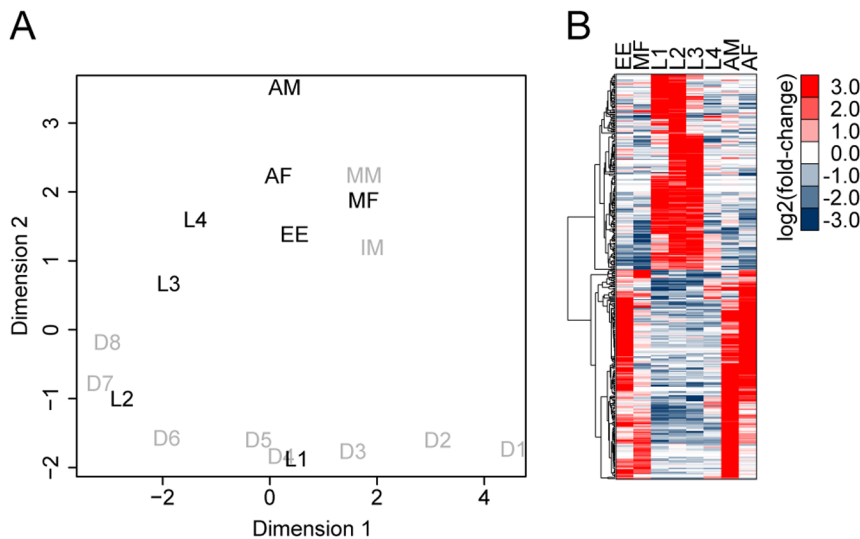 A
AM
3
AF
MM
2
MF
L4
EE
IM
1
L3
0
D8
D7
−1
L2
D6
D5
D2
D4
L1
D3
D1
−2
−2
0
2
4
Dimension 1
Dimension 2
B
EE
MF
L1
L2
L3
L4
AM
AF
log2(fold-change)
3.0
2.0
1.0
0.0
-1.0
-2.0
-3.0